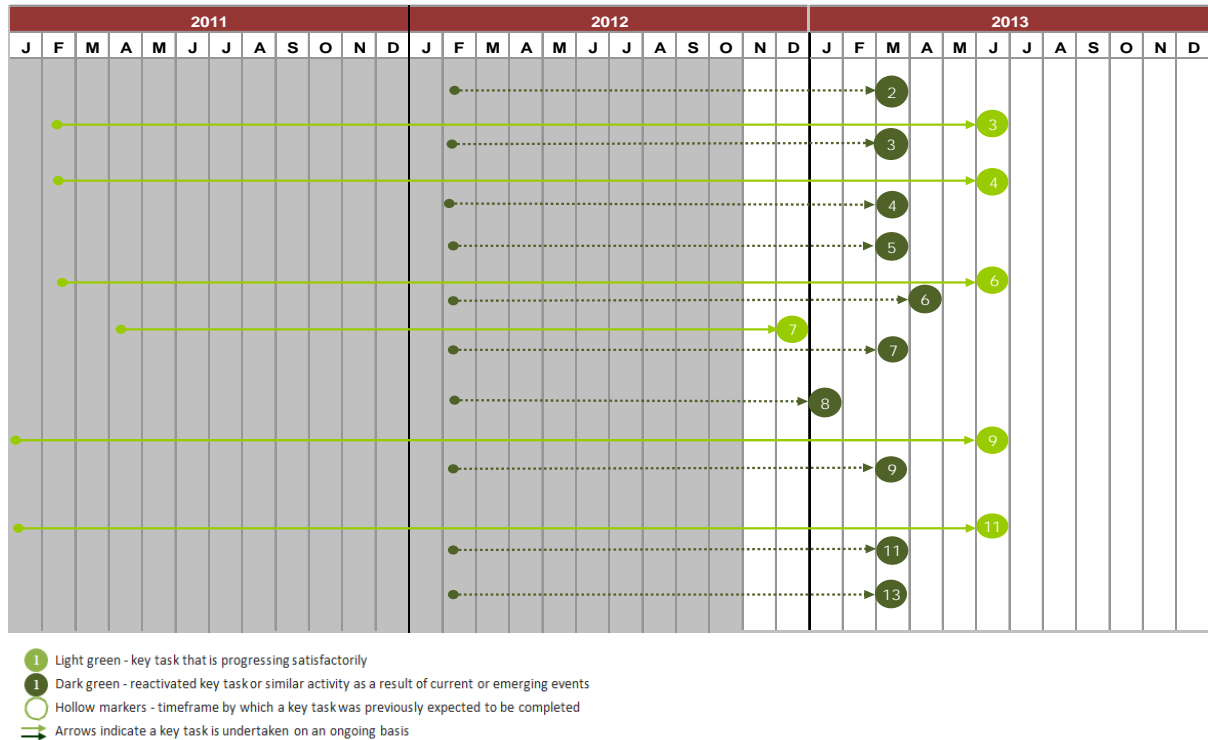 2011 2012 2013
J F M A M J J A S O N D J F M A M J J A S O N D J F M A M J J A S O N D
2
3
3
4
4
5
6
6
7
7
8
9
9
11
11
13
1 Light green - key task that is progressing satisfactorily
1 Dark green - reactivated key task or similar activity as a result of current or emerging events
Hollow markers - timeframe by which a key task was previously expected to be completed
Arrows indicate a key task is undertaken on an ongoing basis